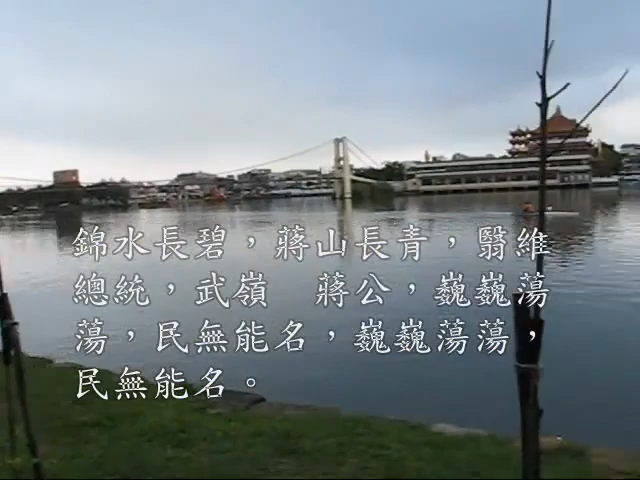 錦水長碧，蔣山長青，翳維
總統，武嶺　蔣公，巍巍蕩
蕩，民無能名，巍巍蕩蕩，
民無能名。